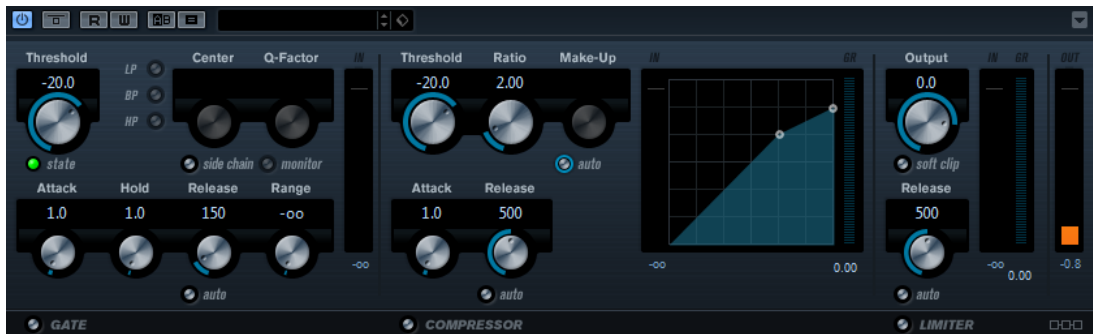 R W AB
Threshold LP Center Q-Factor IN Threshold Ratio Make-Up IN GR Output IN GR OUT
-20.0 -20.0 2.00 0.0
BP
HP
state side chain monitor auto soft clip
Attack Hold Release Range Attack Release Release
1.0 1.0 150 -oo 1.0 500 500
-oo -oo 0.00 -oo 0.00 -0.8
auto auto auto
GATE COMPRESSOR LIMITER